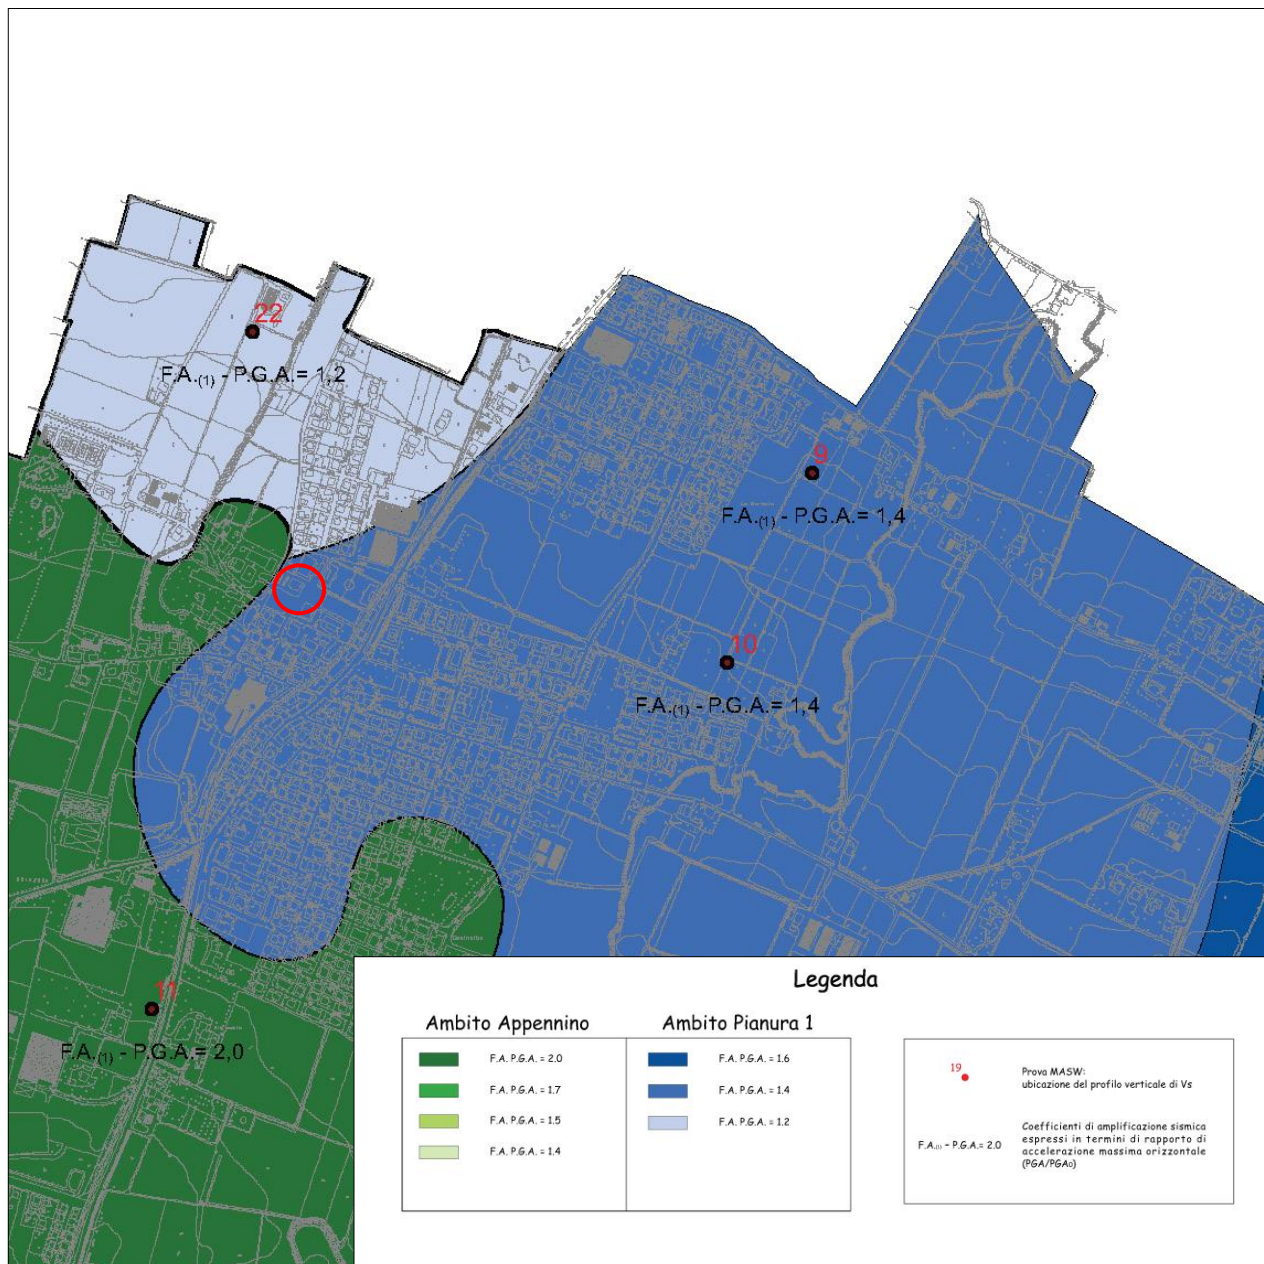 22
F.A.(1) - P.G.A.= 1,2
9
F.A.(1) - P.G.A.= 1,4
10
F.A.(1) - P.G.A.= 1,4
11
F.A.(1) - P.G.A.= 2,0
Legenda
Ambito Appennino
F.A. P.G.A. = 2.0
F.A. P.G.A. = 1.7
F.A. P.G.A. = 1.5
F.A. P.G.A. = 1.4
Ambito Pianura 1
F.A. P.G.A. = 1.6
F.A. P.G.A. = 1.4
F.A. P.G.A. = 1.2
19
Prova MASW:
ubicazione del profilo verticale di Vs
F.A.(1) - P.G.A.= 2.0
Coefficienti di amplificazione sismica
espressi in termini di rapporto di
accelerazione massima orizzontale
(PGA/PGA0)